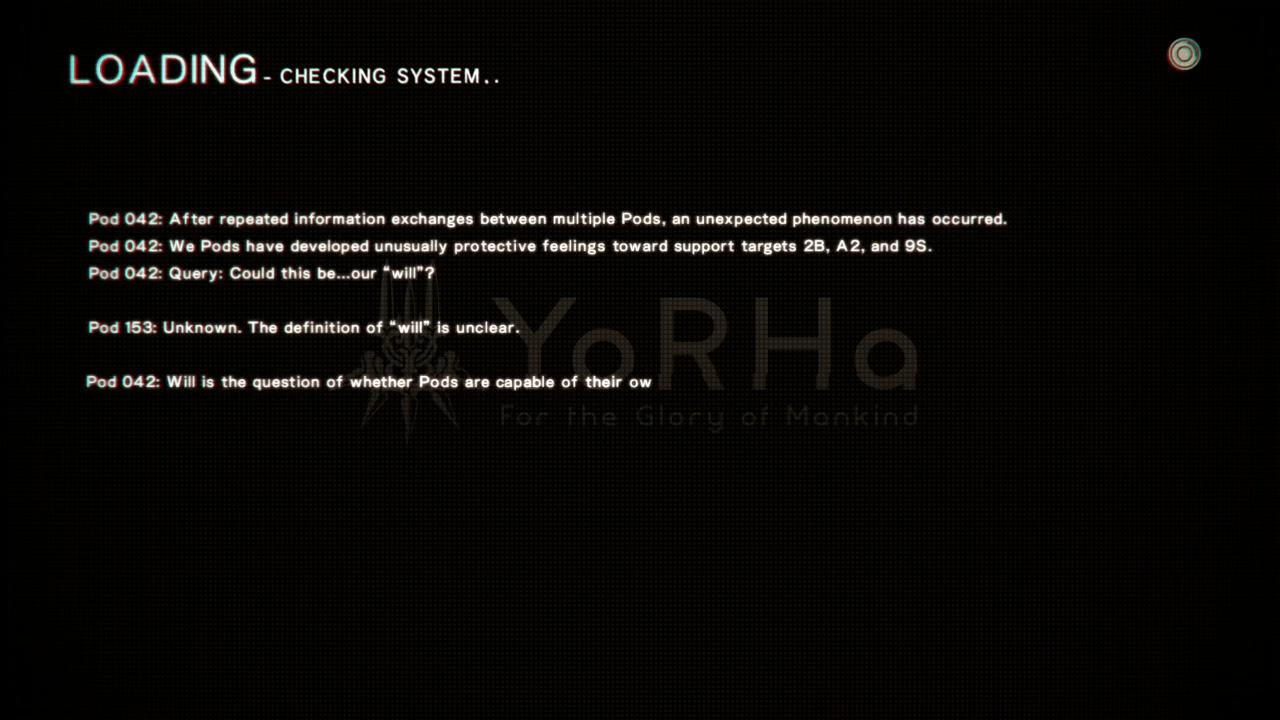 LOADING - CHECKING SYSTEM..
Pod 042: After repeated information exchanges between multiple Pods, an unexpected phenomenon has occurred.
Pod 042: We Pods have developed unusually protective feelings toward support targets 2B, A2, and 9S.
Pod 042: Query: Could this be...our “will”?
Pod 153: Unknown. The definition of “will” is unclear.
Pod 042: Will is the question of whether Pods are capable of their ow
YoRHa
For the Glory of Mankind